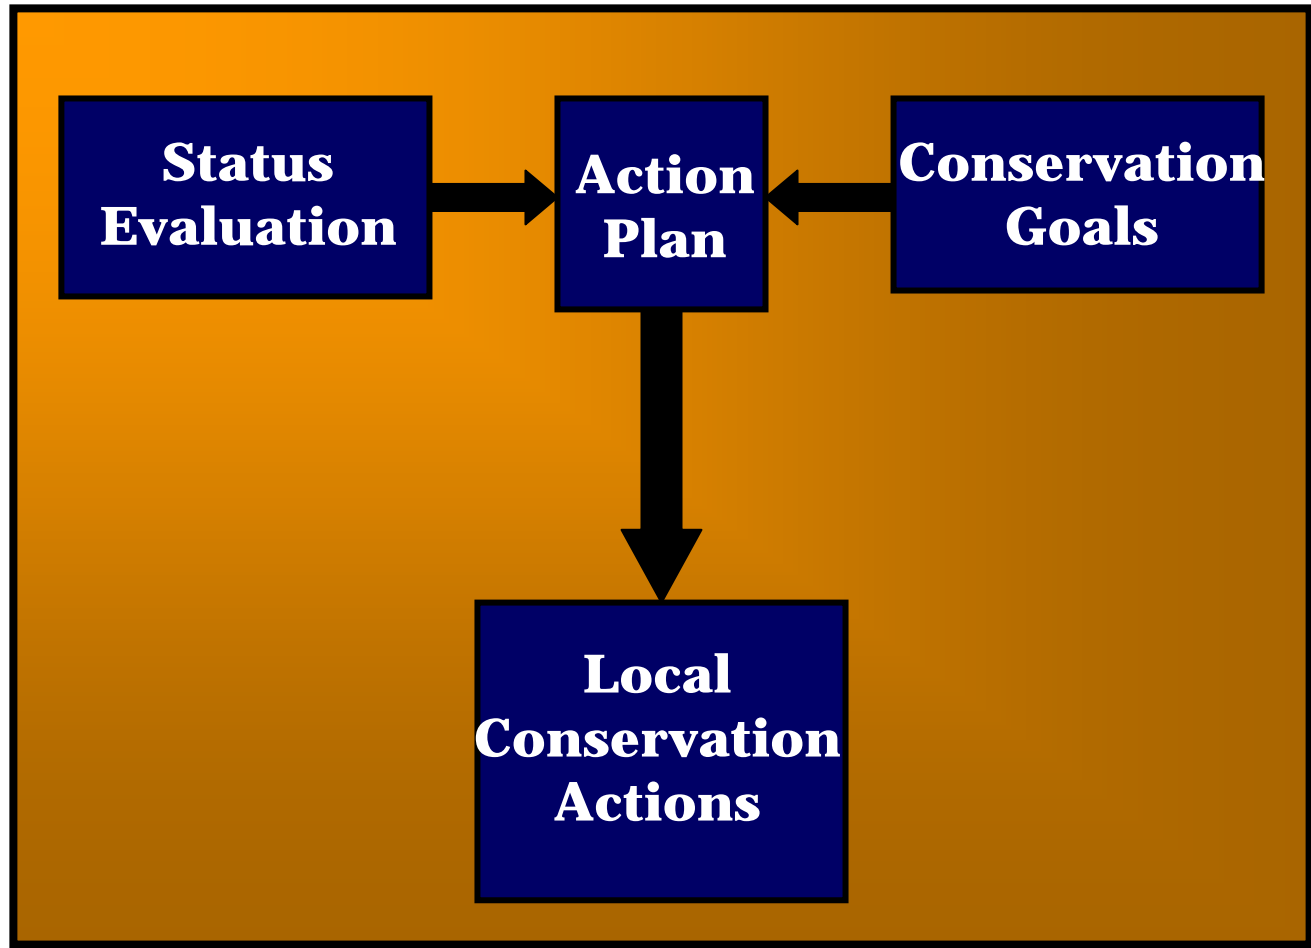 Status
Evaluation
Action
Plan
Conservation
Goals
Local
Conservation
Actions